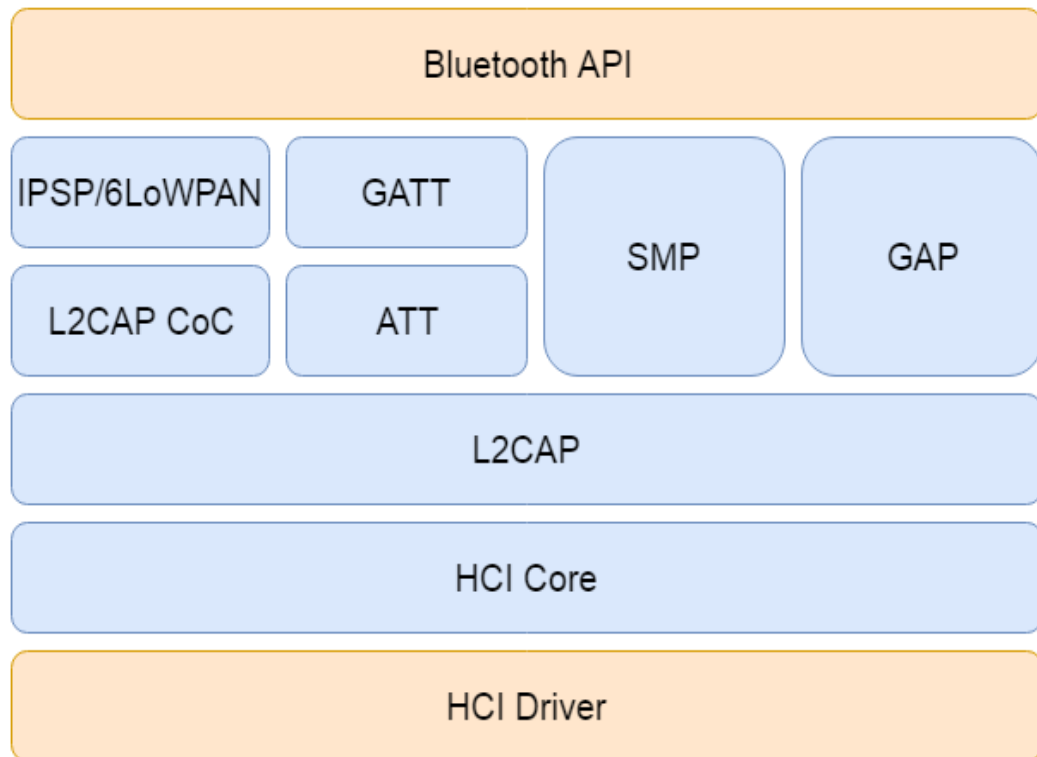 Bluetooth API
IPSP/6LoWPAN
GATT
SMP
GAP
L2CAP CoC
ATT
L2CAP
HCI Core
HCI Driver